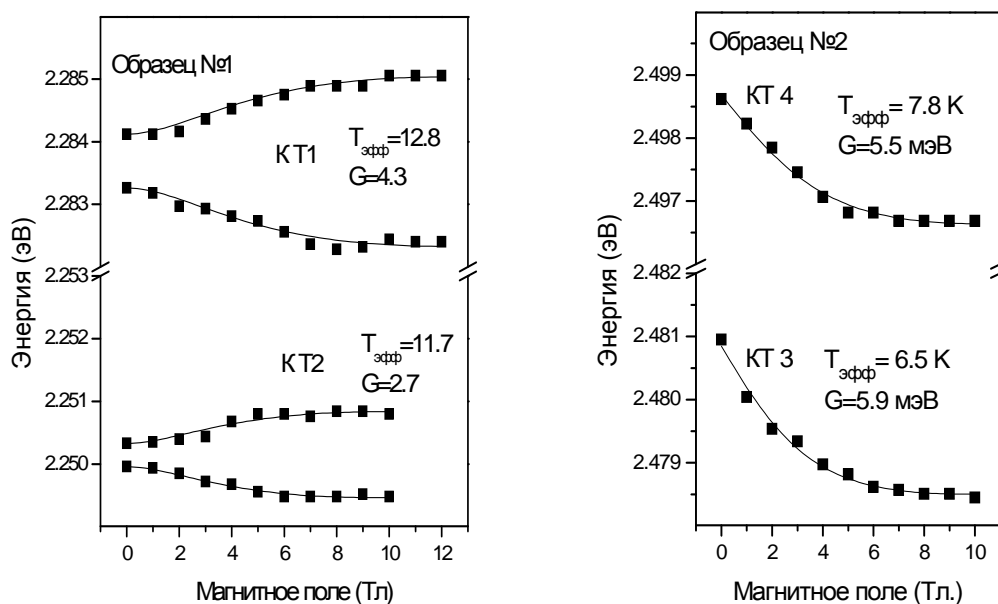 Образец №1
2.285
2.284
2.283
2.253
2.252
2.251
2.250
Энергия (эВ)
КТ1
Tэфф=12.8
G=4.3
КТ2
Tэфф=11.7
G=2.7
0 2 4 6 8 10 12
Магнитное поле (Тл)
Образец №2
2.499
2.498
2.497
2.482
2.481
2.480
2.479
Энергия (эВ)
КТ 4
Tэфф= 7.8 K
G=5.5 мэВ
КТ 3
Tэфф= 6.5 K
G=5.9 мэВ
0 2 4 6 8 10
Магнитное поле (Тл.)